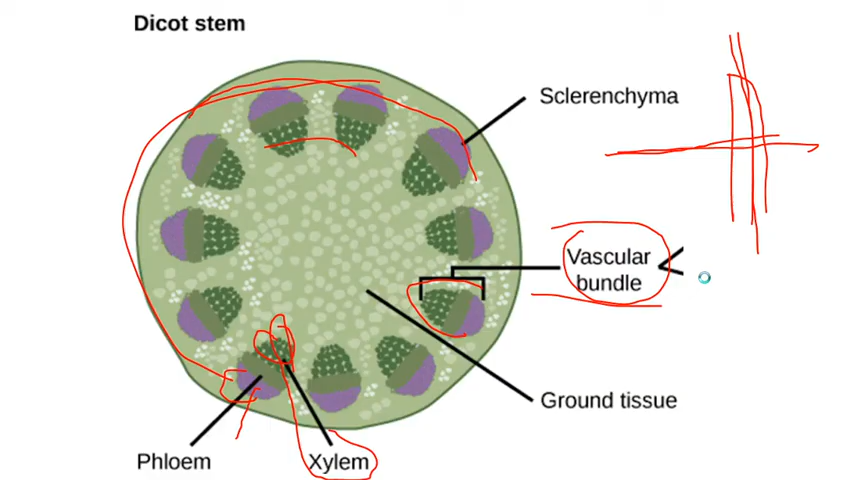 Dicot stem
Sclerenchyma
Vascular
bundle
Ground tissue
Phloem
Xylem